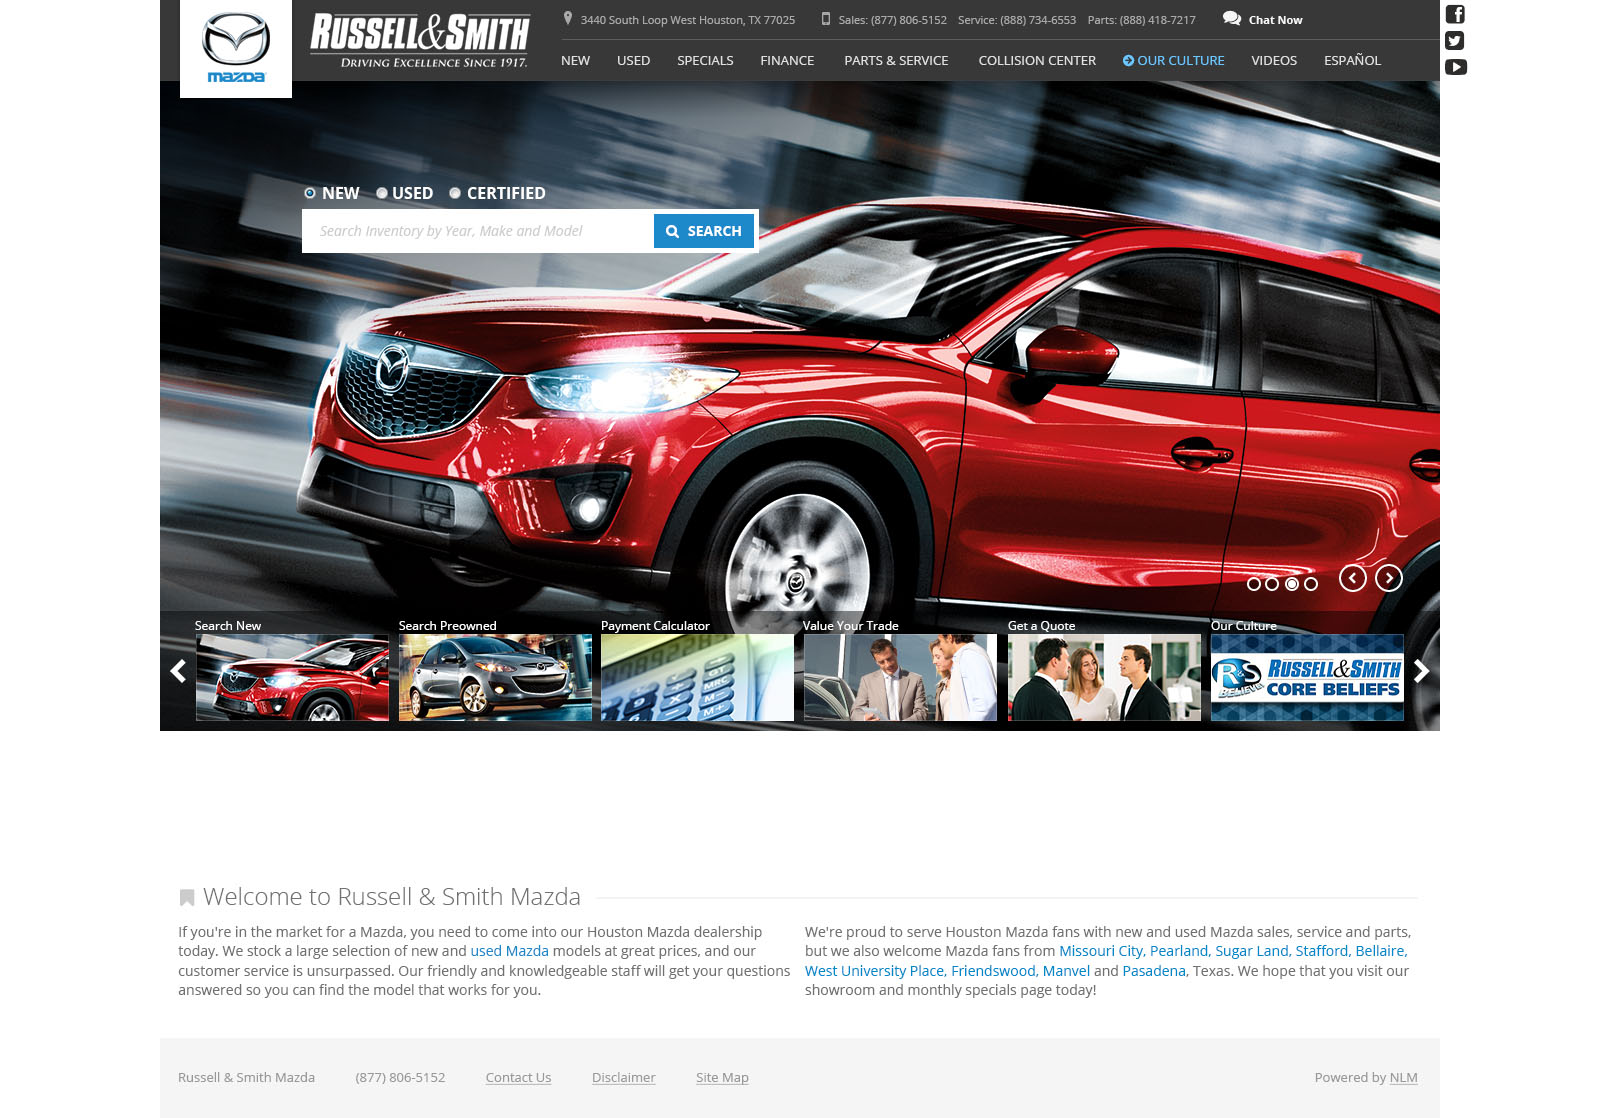 mazda
RUSSELL&SMITH
DRIVING EXCELLENCE SINCE 1917.
3440 South Loop West Houston, TX 77025
Sales: (877) 806-5152 Service: (888) 734-6553 Parts: (888) 418-7217
Chat Now
NEW USED SPECIALS FINANCE PARTS & SERVICE COLLISION CENTER OUR CULTURE VIDEOS ESPAÑOL
NEW USED CERTIFIED
Search Inventory by Year, Make and Model
SEARCH
Search New
Search Preowned
Payment Calculator
Value Your Trade
Get a Quote
Our Culture
MRC
M-
M+
R&S
BELIEVE
RUSSELL&SMITH
CORE BELIEFS
Welcome to Russell & Smith Mazda
If you're in the market for a Mazda, you need to come into our Houston Mazda dealership
today. We stock a large selection of new and used Mazda models at great prices, and our
customer service is unsurpassed. Our friendly and knowledgeable staff will get your questions
answered so you can find the model that works for you.
We're proud to serve Houston Mazda fans with new and used Mazda sales, service and parts,
but we also welcome Mazda fans from Missouri City, Pearland, Sugar Land, Stafford, Bellaire,
West University Place, Friendswood, Manvel and Pasadena, Texas. We hope that you visit our
showroom and monthly specials page today!
Russell & Smith Mazda (877) 806-5152 Contact Us Disclaimer Site Map
Powered by NLM